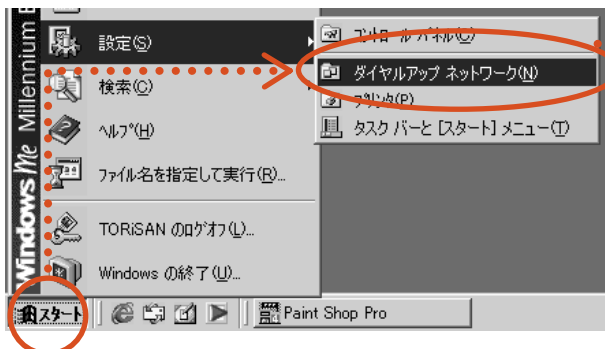 Windows Me Millennium
設定(S)
検索(C)
ヘルプ(H)
ファイル名を指定して実行(R)...
TORiSAN のログオフ(L)...
Windows の終了(U)...
コントロール パネル(C)
ダイヤルアップ ネットワーク(N)
プリンタ(P)
タスク バーと [スタート] メニュー(T)
スタート
Paint Shop Pro